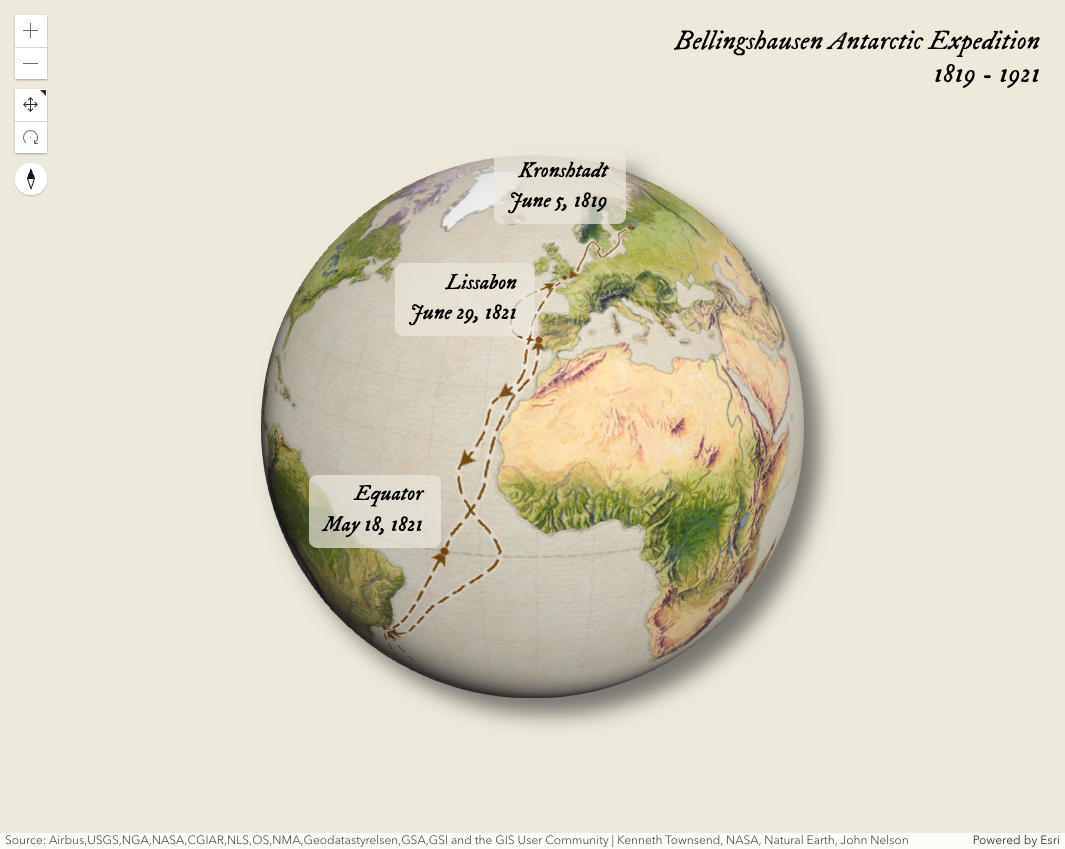 Bellingshausen Antarctic Expedition
1819 - 1921
Kronshtadt
June 5, 1819
Lissabon
June 29, 1821
Equator
May 18, 1821
Source: Airbus,USGS,NGA,NASA,CGIAR,NLS,OS,NMA,Geodatastyrelsen,GSA,GSI and the GIS User Community | Kenneth Townsend, NASA, Natural Earth, John Nelson
Powered by Esri